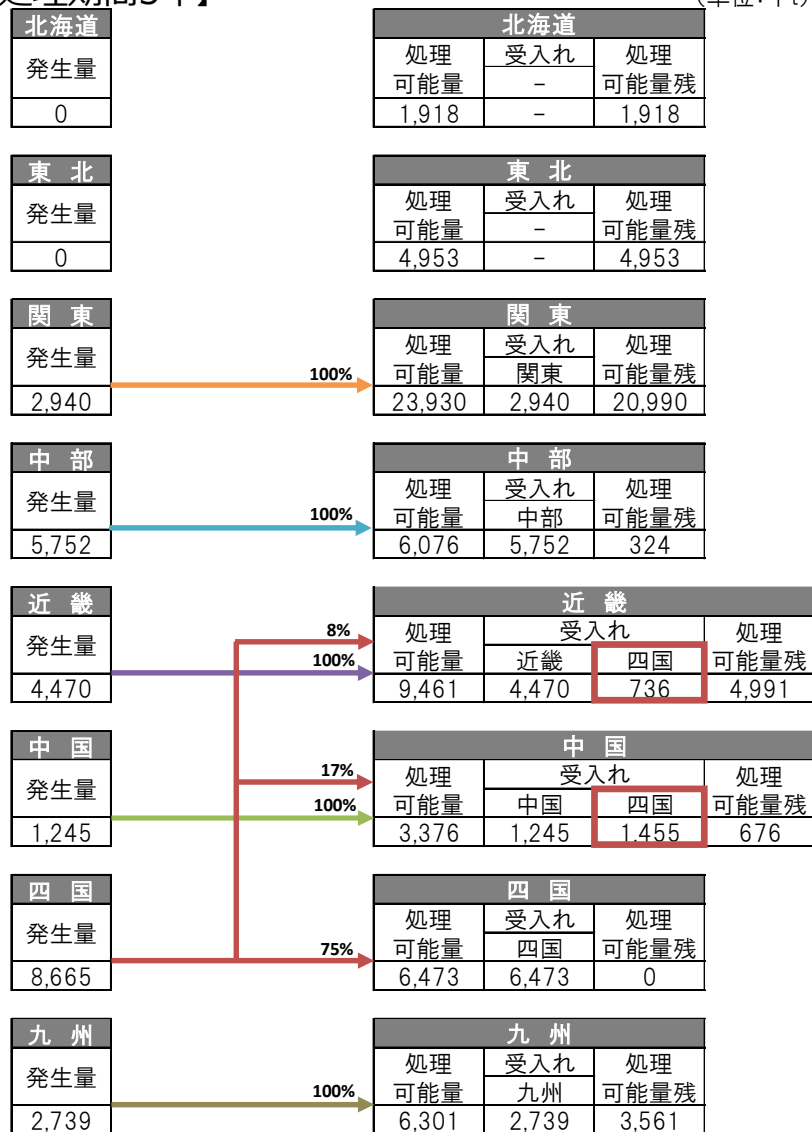 北海道
発生量
0
北海道
処理可能量 受入れ 処理可能量残
－
1,918 － 1,918
東 北
発生量
0
東 北
処理可能量 受入れ 処理可能量残
－
4,953 － 4,953
関 東
発生量
2,940
100%
関 東
処理可能量 受入れ 処理可能量残
関東
23,930 2,940 20,990
中 部
発生量
5,752
100%
中 部
処理可能量 受入れ 処理可能量残
中部
6,076 5,752 324
近 畿
発生量
4,470
8%
100%
近 畿
処理可能量 受入れ 処理可能量残
近畿 四国
9,461 4,470 736 4,991
中 国
発生量
1,245
17%
100%
中 国
処理可能量 受入れ 処理可能量残
中国 四国
3,376 1,245 1,455 676
四 国
発生量
8,665
75%
四 国
処理可能量 受入れ 処理可能量残
四国
6,473 6,473 0
九 州
発生量
2,739
100%
九 州
処理可能量 受入れ 処理可能量残
九州
6,301 2,739 3,561